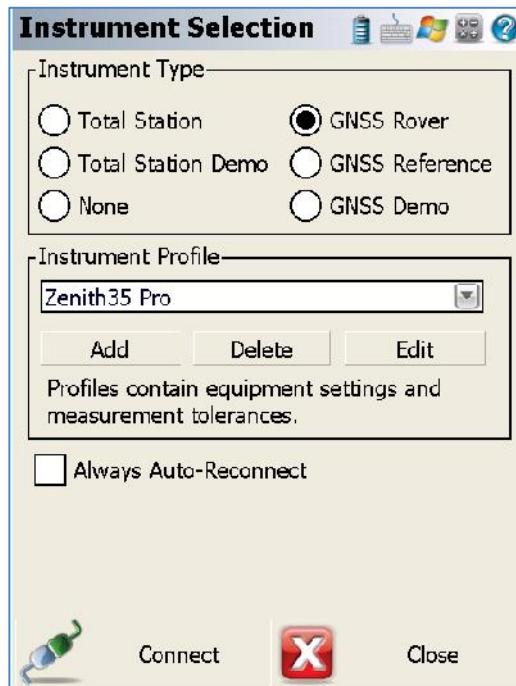 Instrument Selection
Instrument Type
Total Station
GNSS Rover
Total Station Demo
GNSS Reference
None
GNSS Demo
Instrument Profile
Zenith35 Pro
Add
Delete
Edit
Profiles contain equipment settings and
measurement tolerances.
Always Auto-Reconnect
Connect
Close